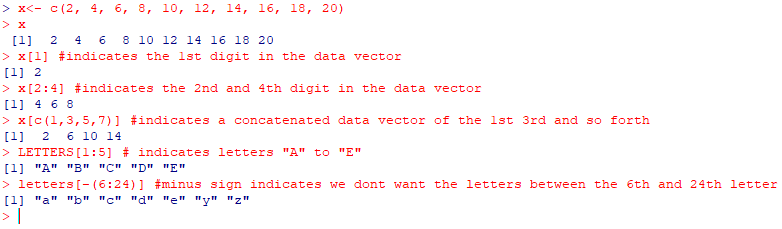 > x<- c(2, 4, 6, 8, 10, 12, 14, 16, 18, 20)
> x
 [1]  2  4  6  8 10 12 14 16 18 20
> x[1] #indicates the 1st digit in the data vector
[1] 2
> x[2:4] #indicates the 2nd and 4th digit in the data vector
[1] 4 6 8
> x[c(1,3,5,7)] #indicates a concatenated data vector of the 1st 3rd and so forth
[1]  2  6 10 14
> LETTERS[1:5] # indicates letters "A" to "E"
[1] "A" "B" "C" "D" "E"
> letters[-(6:24)] #minus sign indicates we dont want the letters between the 6th and 24th letter
[1] "a" "b" "c" "d" "e" "y" "z"
>